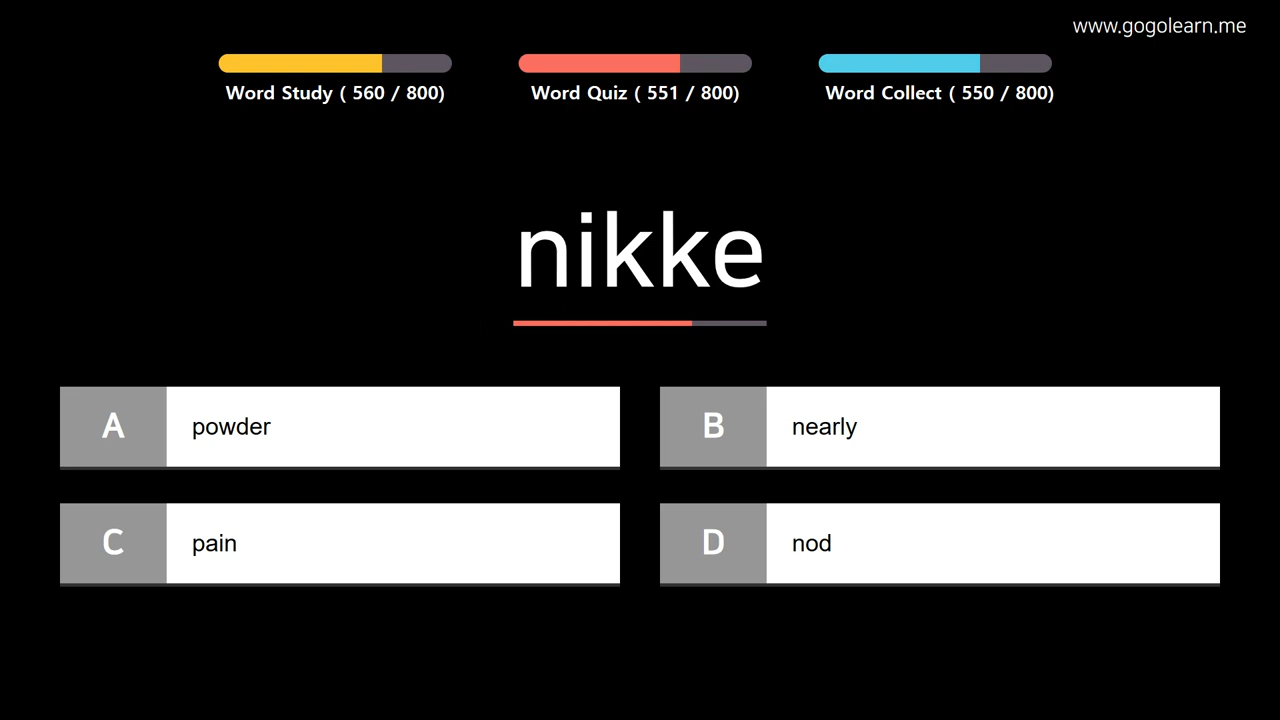 www.gogolearn.me
Word Study ( 560 / 800)
Word Quiz ( 551 / 800)
Word Collect ( 550 / 800)
nikke
A powder
B nearly
C pain
D nod